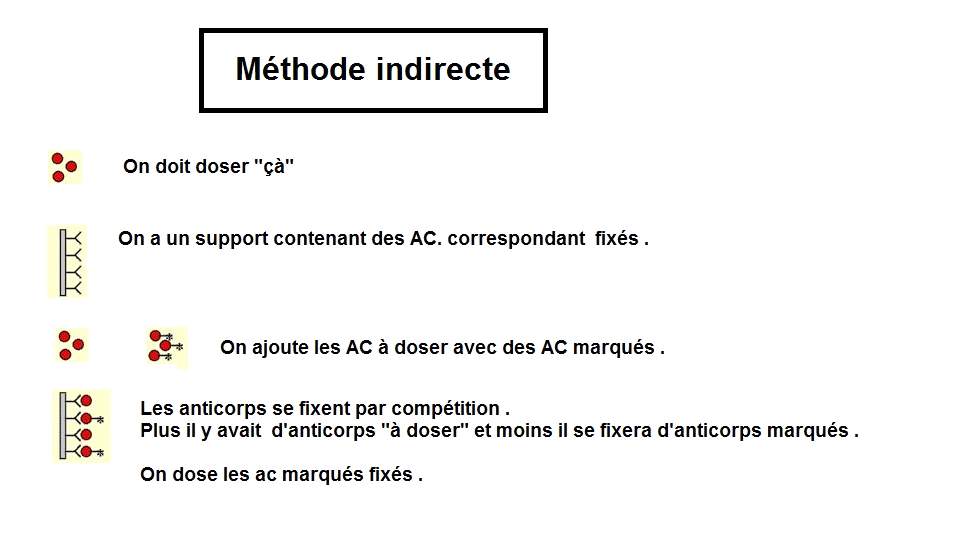 Méthode indirecte
On doit doser "çà"
On a un support contenant des AC. correspondant fixés .
On ajoute les AC à doser avec des AC marqués .
Les anticorps se fixent par compétition .
Plus il y avait d'anticorps "à doser" et moins il se fixera d'anticorps marqués .
On dose les ac marqués fixés .